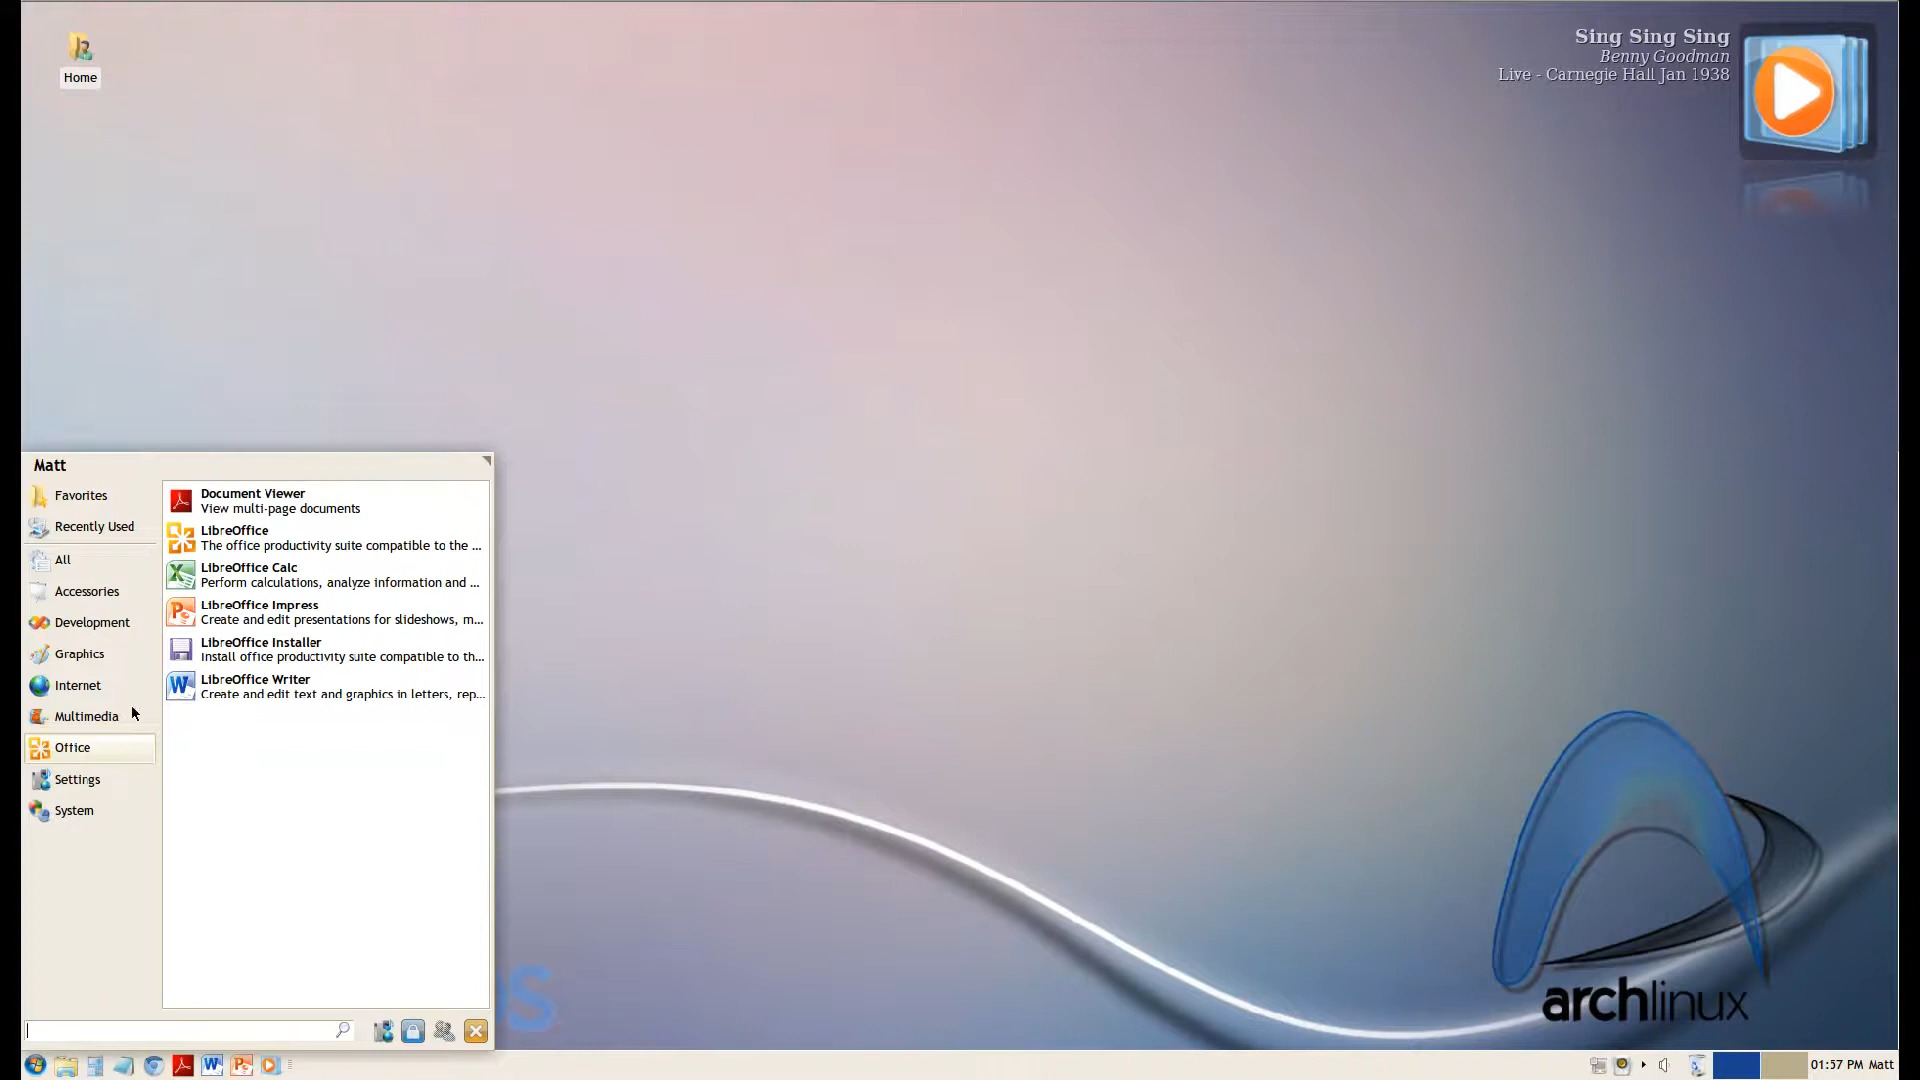 Home
Sing Sing Sing
Benny Goodman
Live - Carnegie Hall Jan 1938
Matt
Favorites
Recently Used
All
Accessories
Development
Graphics
Internet
Multimedia
Office
Settings
System
Document Viewer
View multi-page documents
LibreOffice
The office productivity suite compatible to the ...
LibreOffice Calc
Perform calculations, analyze information and ...
LibreOffice Impress
Create and edit presentations for slideshows, m...
LibreOffice Installer
Install office productivity suite compatible to th...
LibreOffice Writer
Create and edit text and graphics in letters, rep...
archlinux
01:57 PM Matt